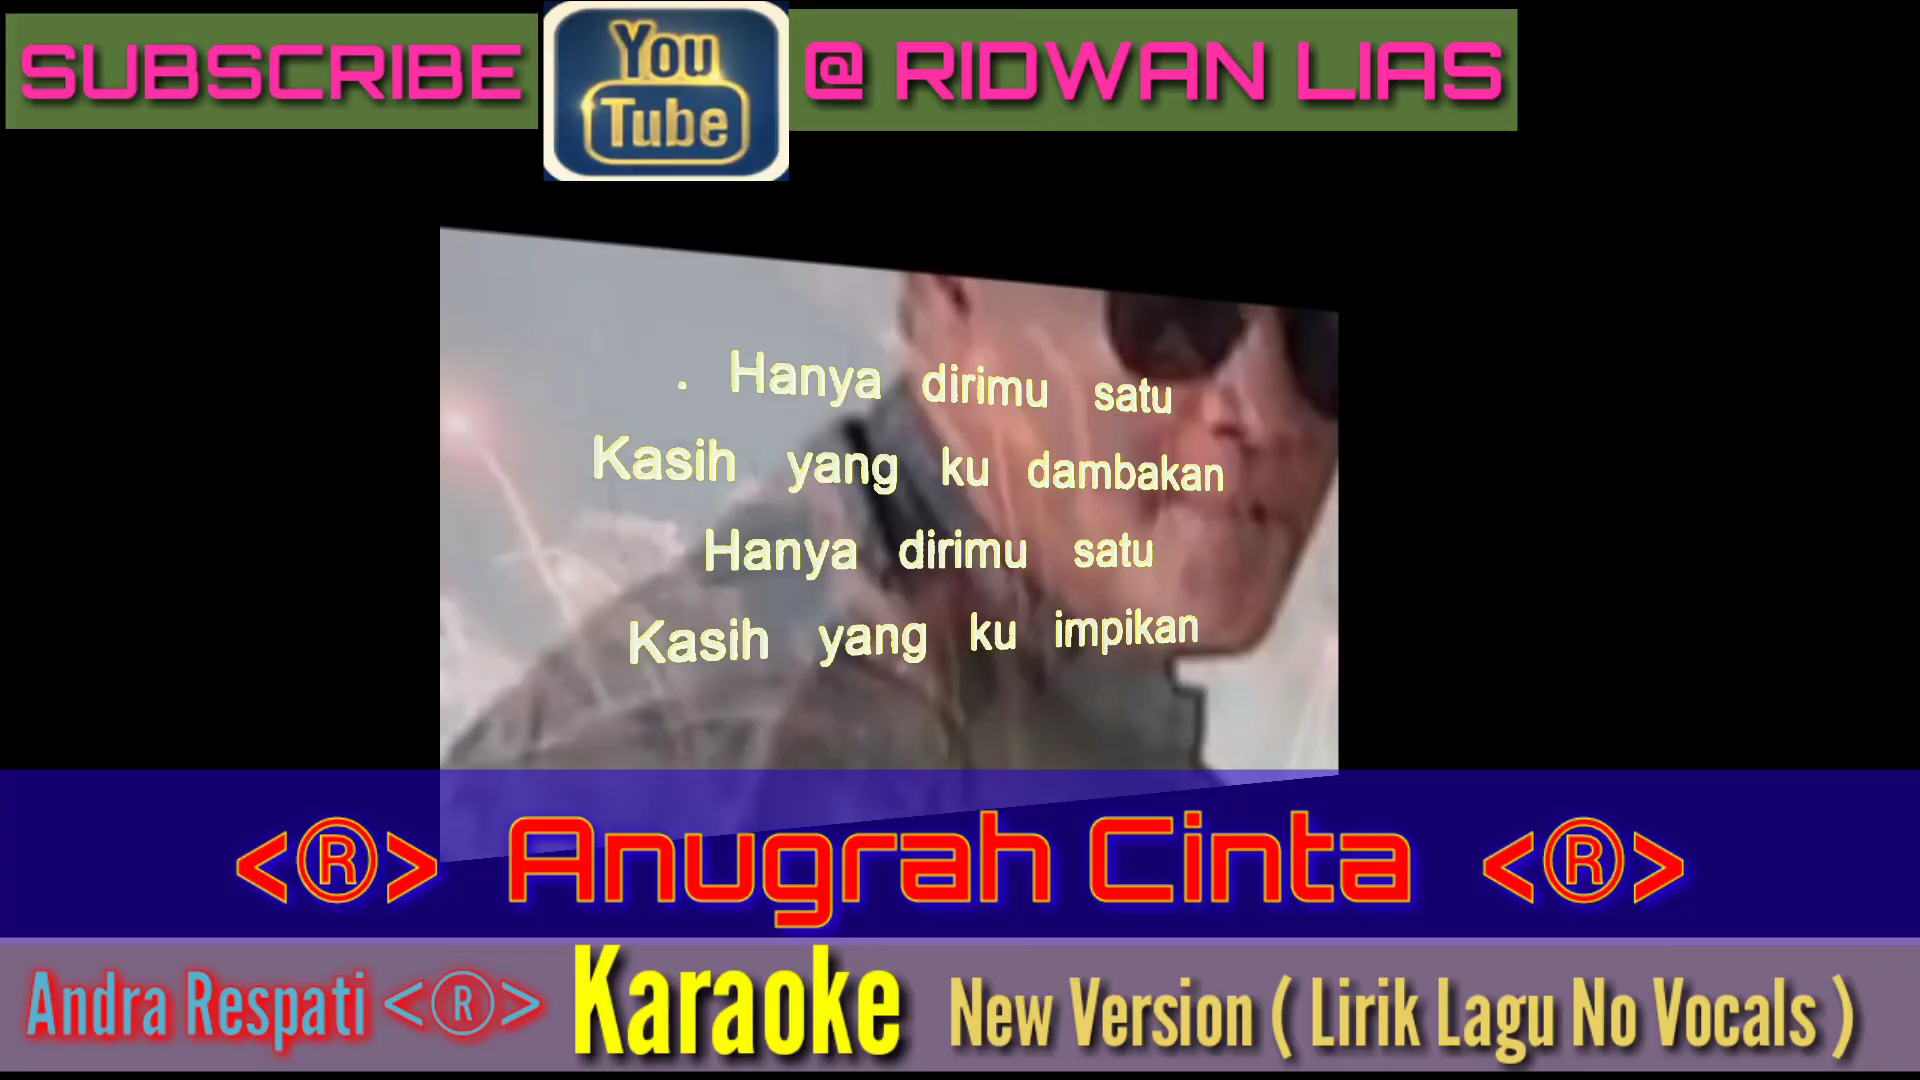 SUBSCRIBE You Tube @ RIDWAN LIAS
. Hanya dirimu satu
Kasih yang ku dambakan
Hanya dirimu satu
Kasih yang ku impikan
<®> Anugrah Cinta <®>
Andra Respati <®> Karaoke New Version ( Lirik Lagu No Vocals )